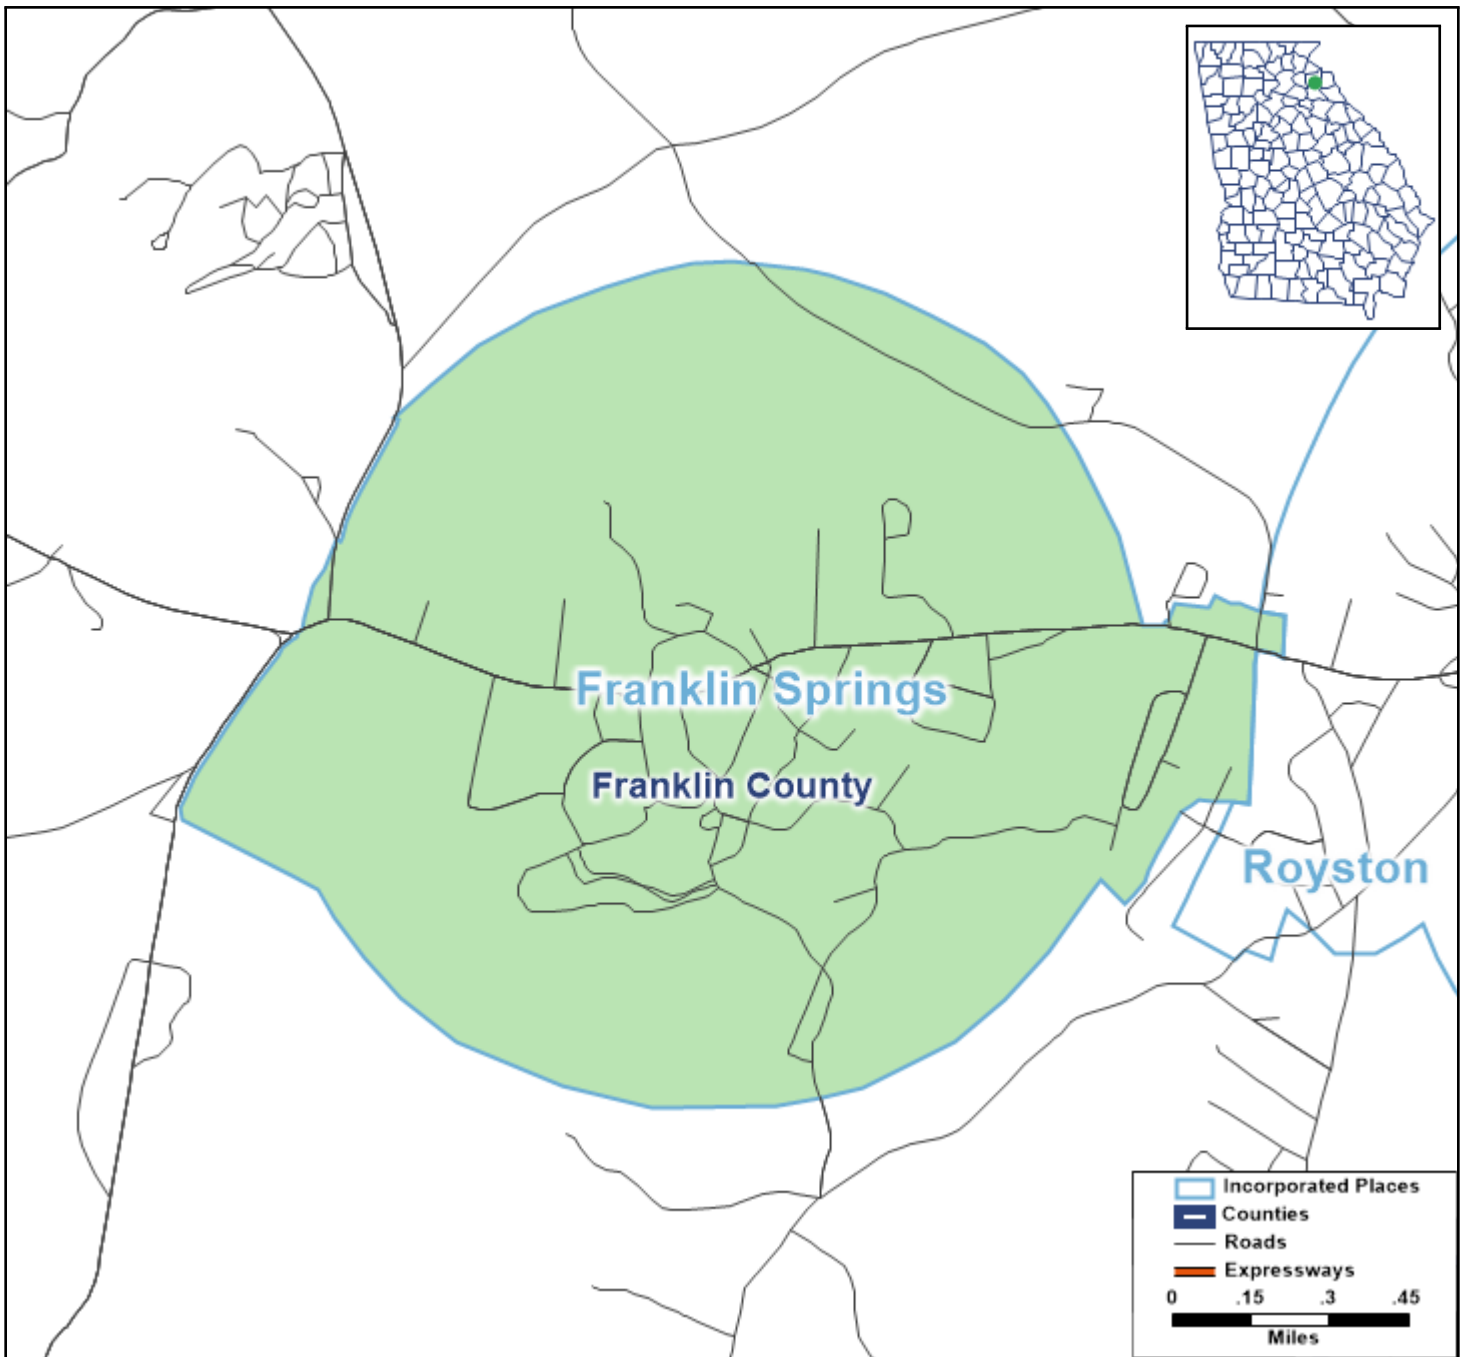 Franklin Springs
Franklin County
Royston
Incorporated Places
Counties
Roads
Expressways
0 .15 .3 .45
Miles